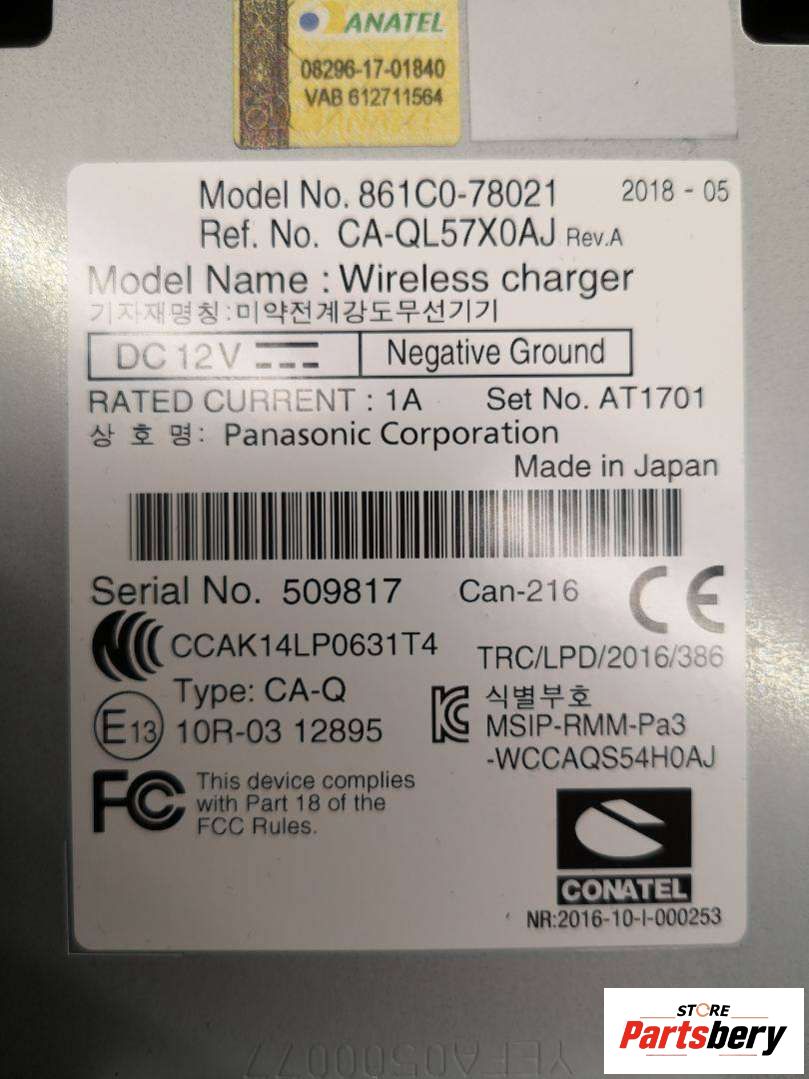 ANATEL
08296-17-01840
VAB 612711564
Model No. 861C0-78021 2018 - 05
Ref. No. CA-QL57X0AJ Rev.A
Model Name : Wireless charger
기자재명칭:미약전계강도무선기기
DC 12V Negative Ground
RATED CURRENT : 1A Set No. AT1701
상 호 명: Panasonic Corporation
Made in Japan
Serial No. 509817 Can-216 CE
CCAK14LP0631T4 TRC/LPD/2016/386
Type: CA-Q
E13 10R-03 12895
식별부호
MSIP-RMM-Pa3
-WCCAQS54H0AJ
FC This device complies
with Part 18 of the
FCC Rules.
CONATEL
NR:2016-10-I-000253
YEFA0500077
STORE
Partsbery